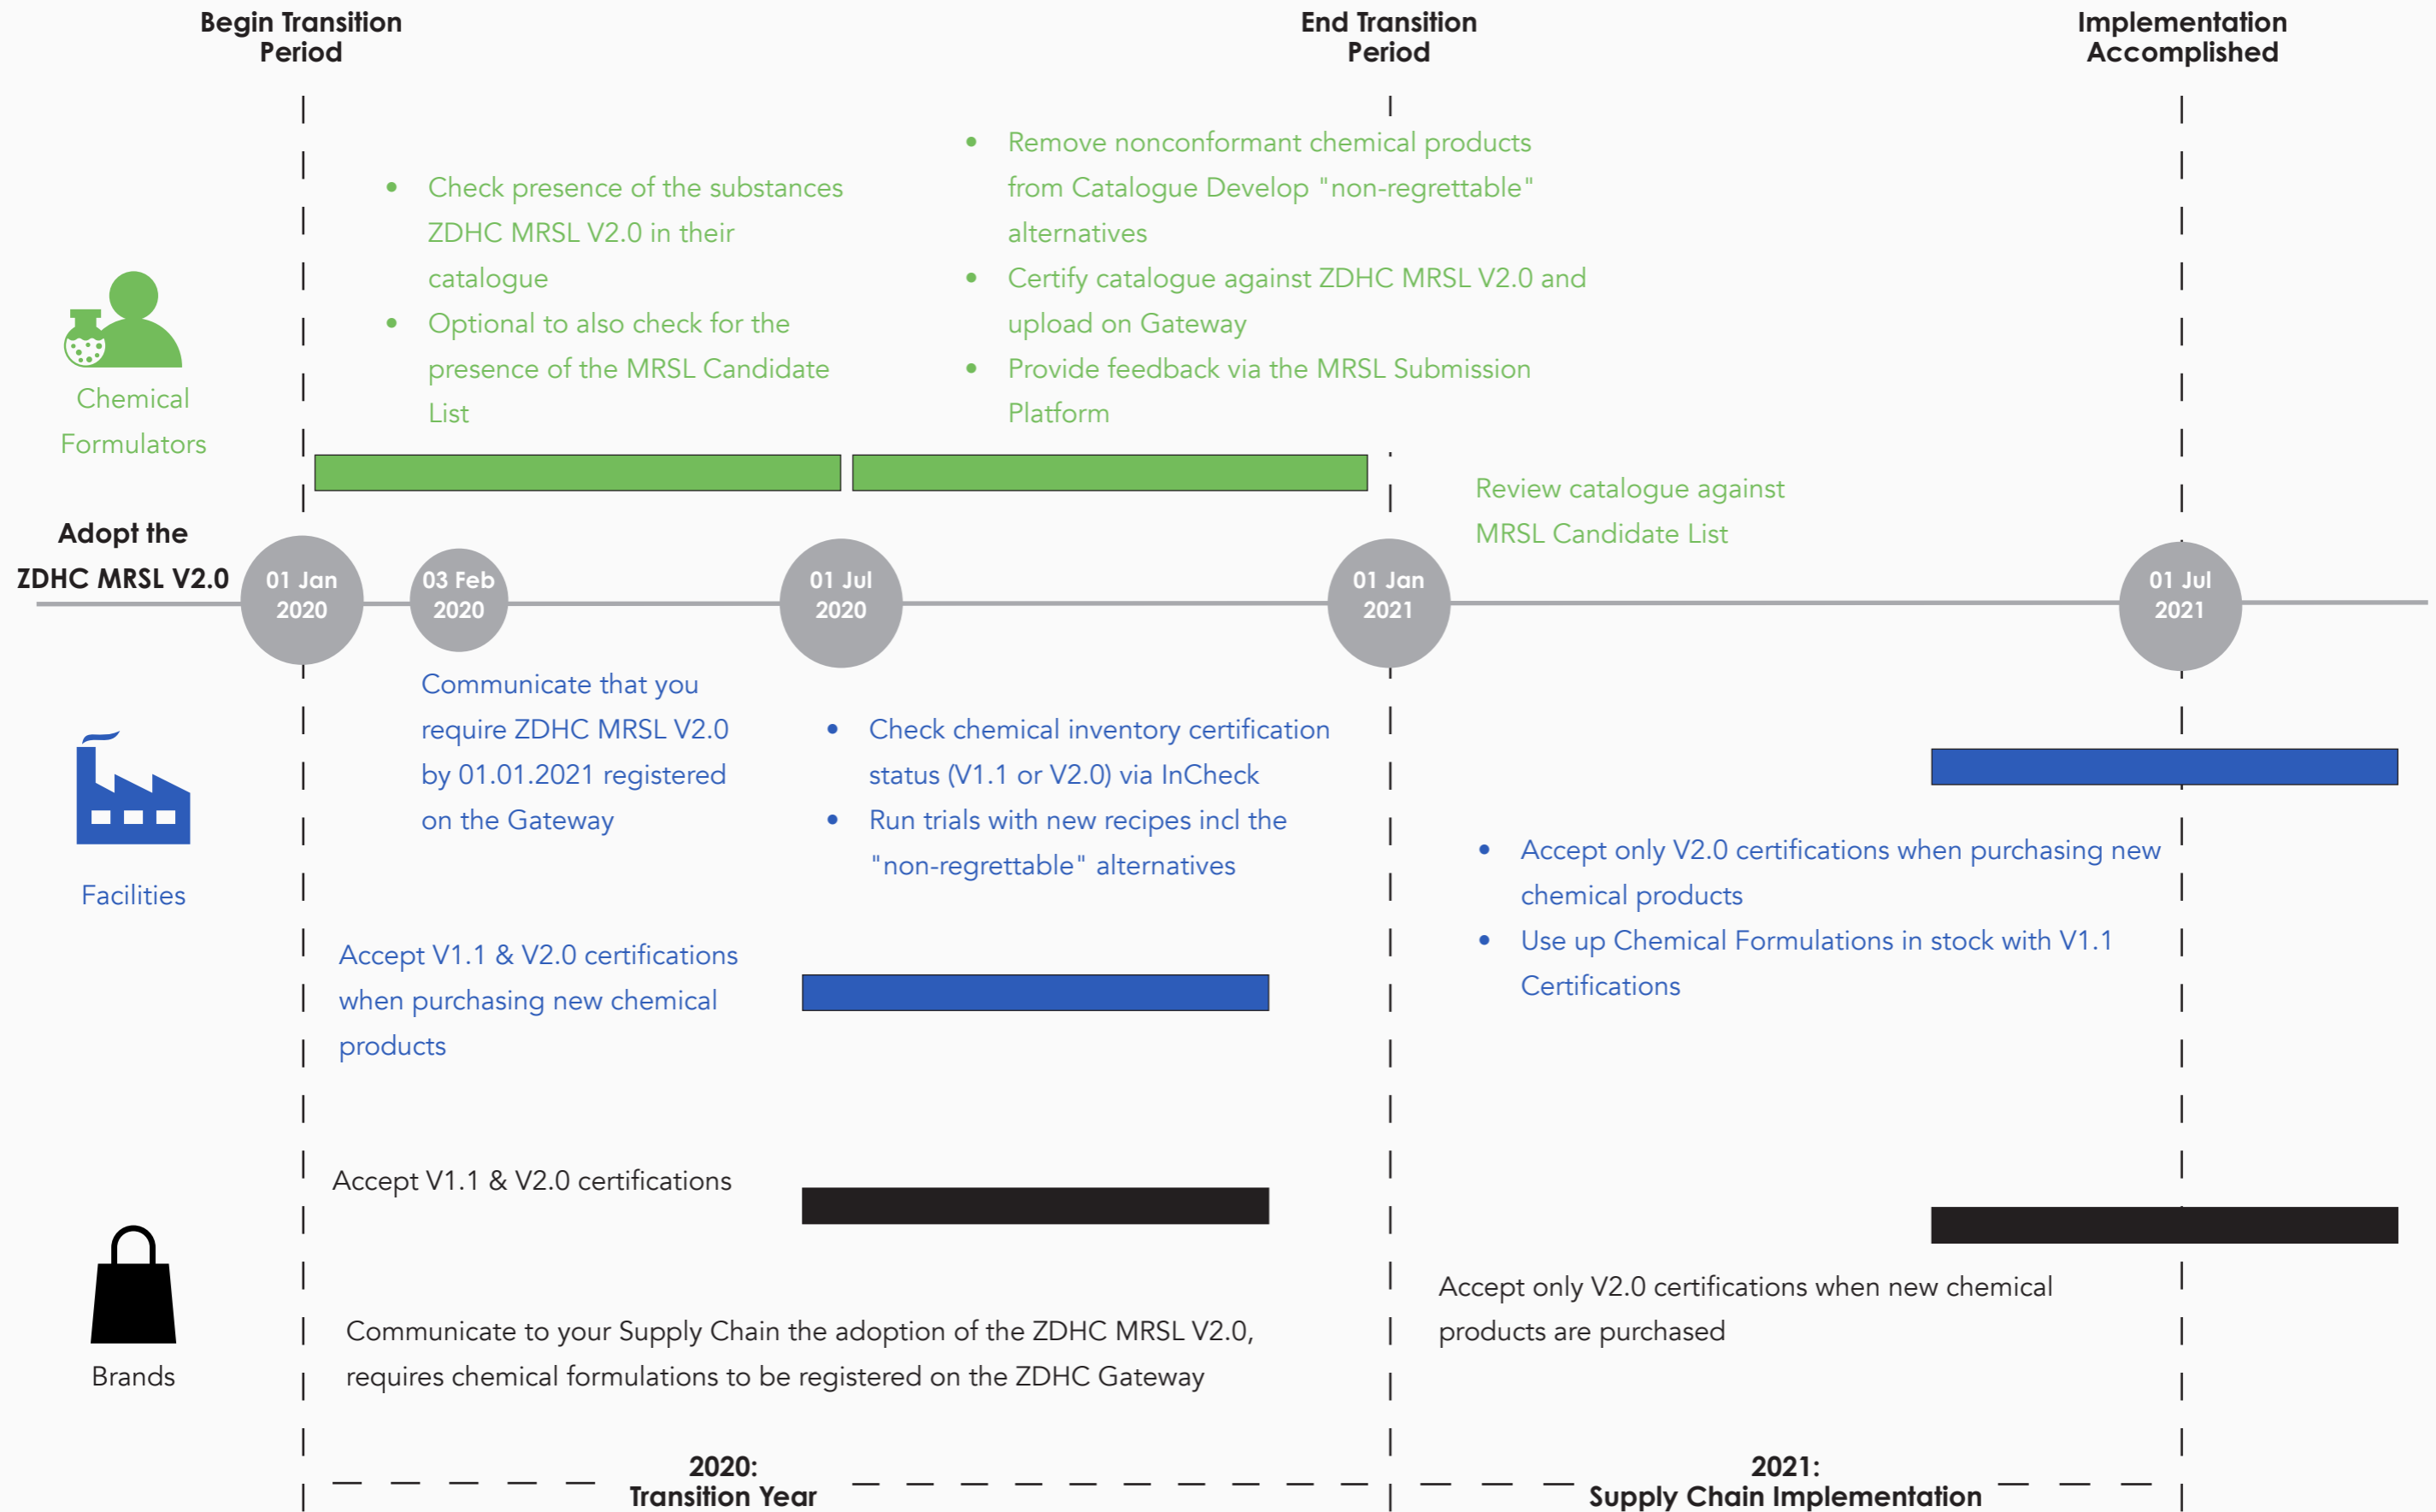 Begin Transition
Period
End Transition
Period
Implementation
Accomplished
• Check presence of the substances
ZDHC MRSL V2.0 in their
catalogue
• Optional to also check for the
presence of the MRSL Candidate
List
• Remove nonconformant chemical products
from Catalogue Develop "non-regrettable"
alternatives
• Certify catalogue against ZDHC MRSL V2.0 and
upload on Gateway
• Provide feedback via the MRSL Submission
Platform
Chemical
Formulators
Review catalogue against
MRSL Candidate List
Adopt the
ZDHC MRSL V2.0
01 Jan
2020
03 Feb
2020
01 Jul
2020
01 Jan
2021
01 Jul
2021
Communicate that you
require ZDHC MRSL V2.0
by 01.01.2021 registered
on the Gateway
• Check chemical inventory certification
status (V1.1 or V2.0) via InCheck
• Run trials with new recipes incl the
"non-regrettable" alternatives
Facilities
• Accept only V2.0 certifications when purchasing new
chemical products
• Use up Chemical Formulations in stock with V1.1
Certifications
Accept V1.1 & V2.0 certifications
when purchasing new chemical
products
Accept V1.1 & V2.0 certifications
Brands
Communicate to your Supply Chain the adoption of the ZDHC MRSL V2.0,
requires chemical formulations to be registered on the ZDHC Gateway
Accept only V2.0 certifications when new chemical
products are purchased
2020:
Transition Year
2021:
Supply Chain Implementation